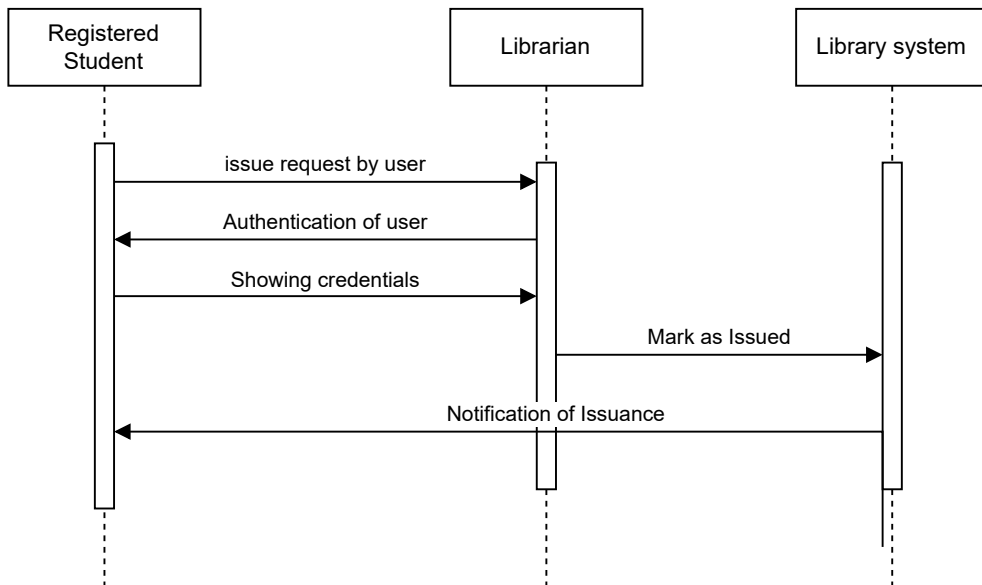 Registered
Student
Librarian
Library system
issue request by user
Authentication of user
Showing credentials
Mark as Issued
Notification of Issuance